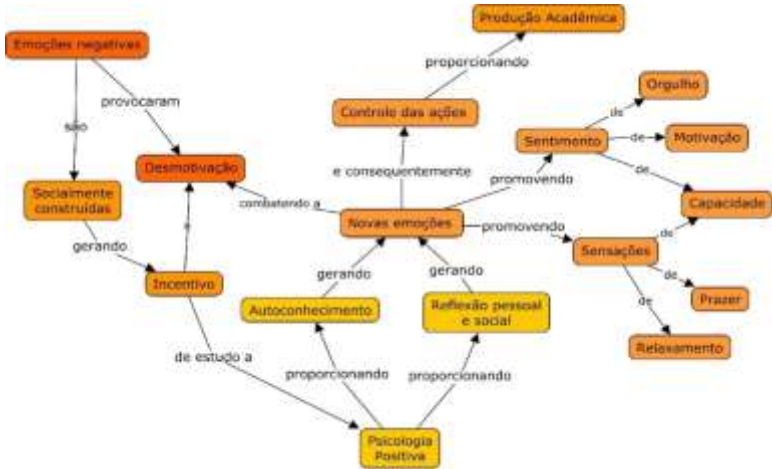 Produção Acadêmica
Emoções negativas
proporcionando
provocaram
Orgulho
Controle das ações
de
são
Sentimento
de
Motivação
Desmotivação
e consequentemente
de
Socialmente
construídas
promovendo
combatendo a
Capacidade
Novas emoções
promovendo
de
gerando
Sensações
de
Incentivo
gerando
gerando
Prazer
Autoconhecimento
Reflexão pessoal
e social
de
Relaxamento
de estudo a
proporcionando
proporcionando
Psicologia
Positiva